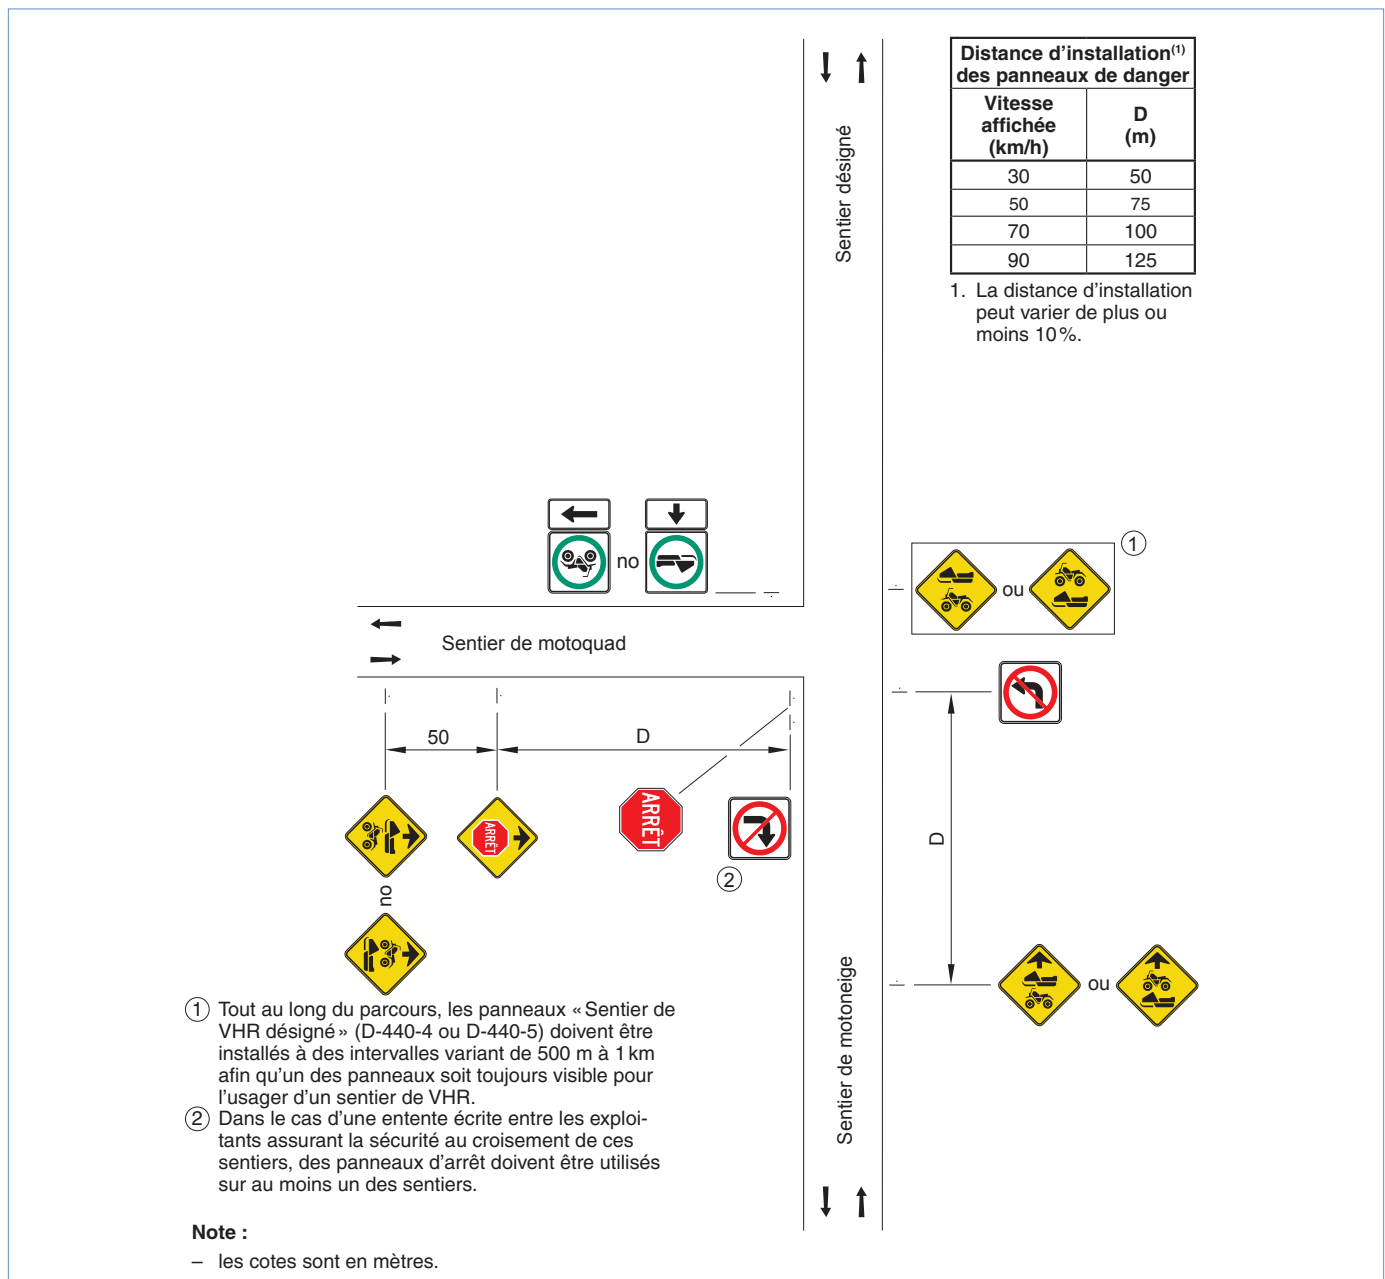 Distance d'installation(1)
des panneaux de danger
Vitesse
affichée
(km/h)
D
(m)
30 50
50 75
70 100
90 125
1. La distance d'installation
peut varier de plus ou
moins 10 %.
Sentier désigné
ou
1
ou
Sentier de motoquad
50
D
ARRÊT
ARRÊT
2
ou
D
ou
Sentier de motoneige
1 Tout au long du parcours, les panneaux « Sentier de
VHR désigné » (D-440-4 ou D-440-5) doivent être
installés à des intervalles variant de 500 m à 1 km
afin qu'un des panneaux soit toujours visible pour
l'usager d'un sentier de VHR.
2 Dans le cas d'une entente écrite entre les exploi-
tants assurant la sécurité au croisement de ces
sentiers, des panneaux d'arrêt doivent être utilisés
sur au moins un des sentiers.
Note :
– les cotes sont en mètres.